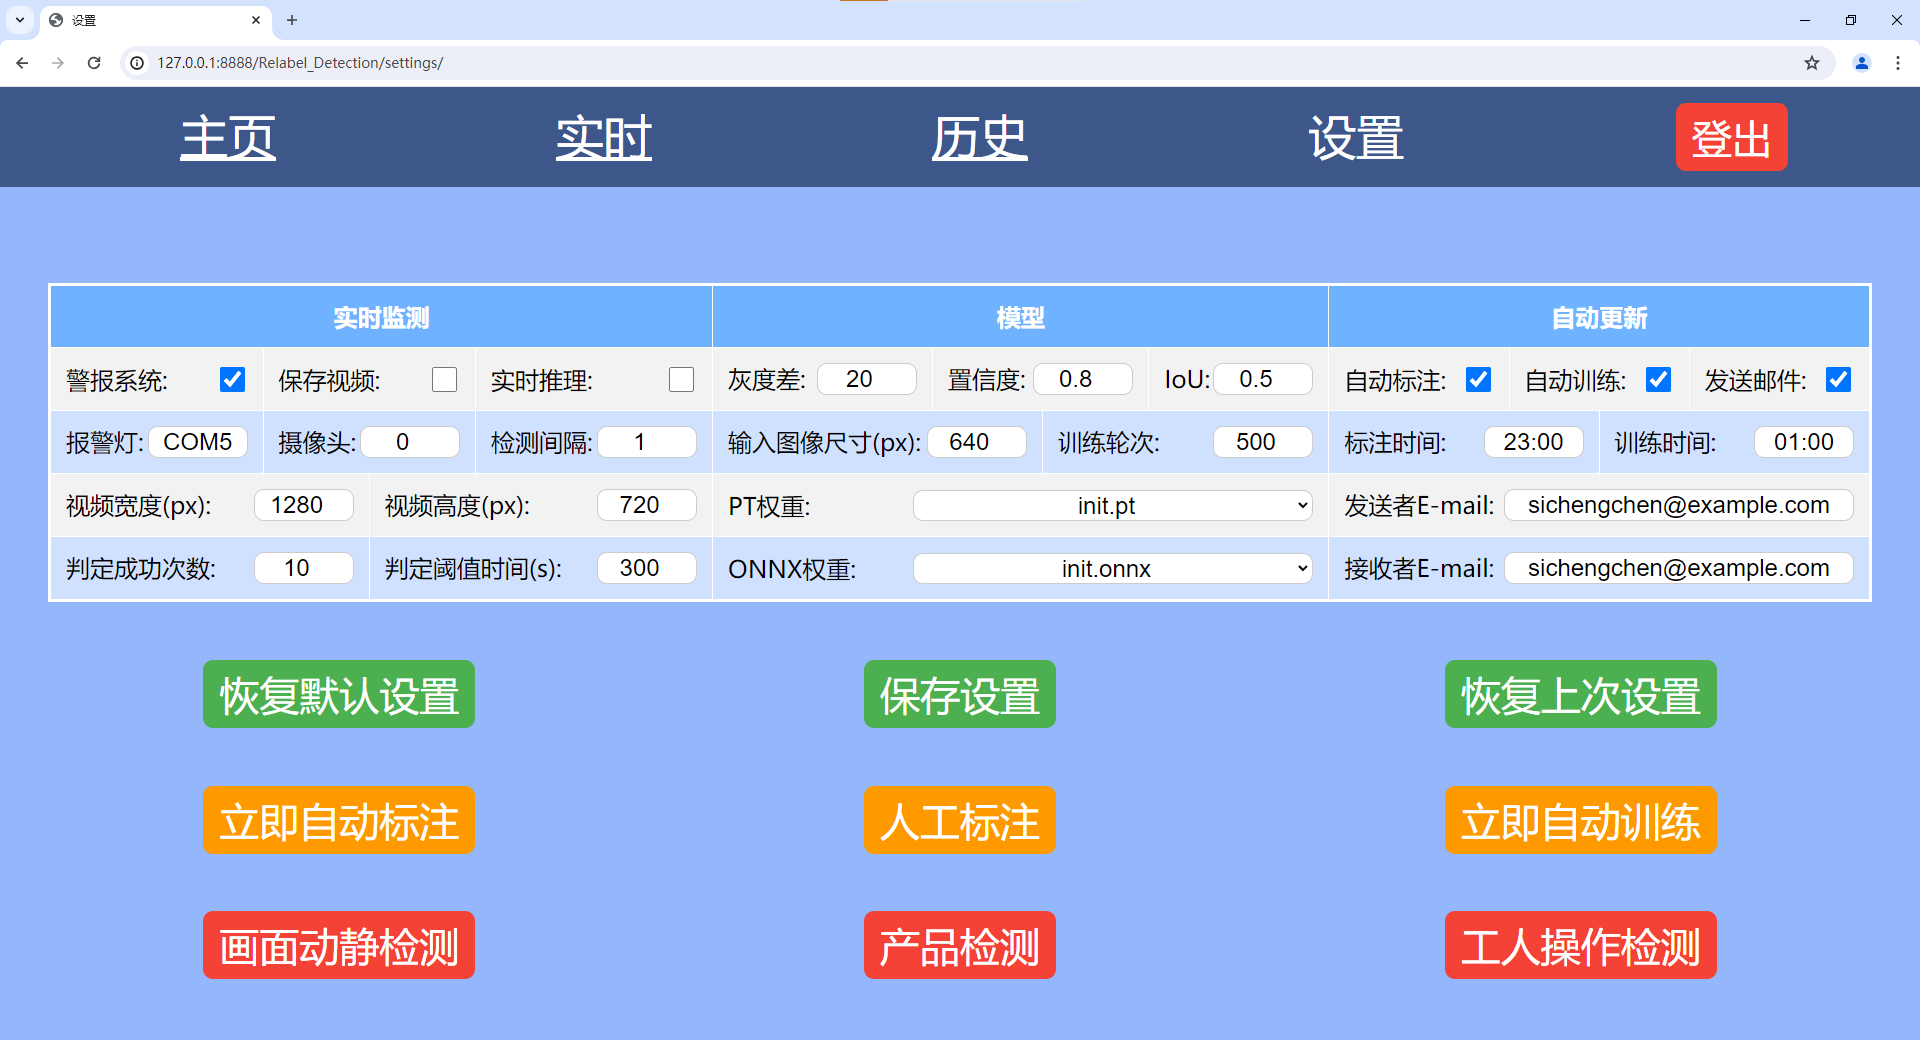 设置
127.0.0.1:8888/Relabel_Detection/settings/
主页 实时 历史 设置 登出
实时监测 模型 自动更新
警报系统: 保存视频: 实时推理: 灰度差: 20 置信度: 0.8 IoU: 0.5 自动标注: 自动训练: 发送邮件:
报警灯: COM5 摄像头: 0 检测间隔: 1 输入图像尺寸(px): 640 训练轮次: 500 标注时间: 23:00 训练时间: 01:00
视频宽度(px): 1280 视频高度(px): 720 PT权重: init.pt 发送者E-mail: sichengchen@example.com
判定成功次数: 10 判定阈值时间(s): 300 ONNX权重: init.onnx 接收者E-mail: sichengchen@example.com
恢复默认设置 保存设置 恢复上次设置
立即自动标注 人工标注 立即自动训练
画面动静检测 产品检测 工人操作检测